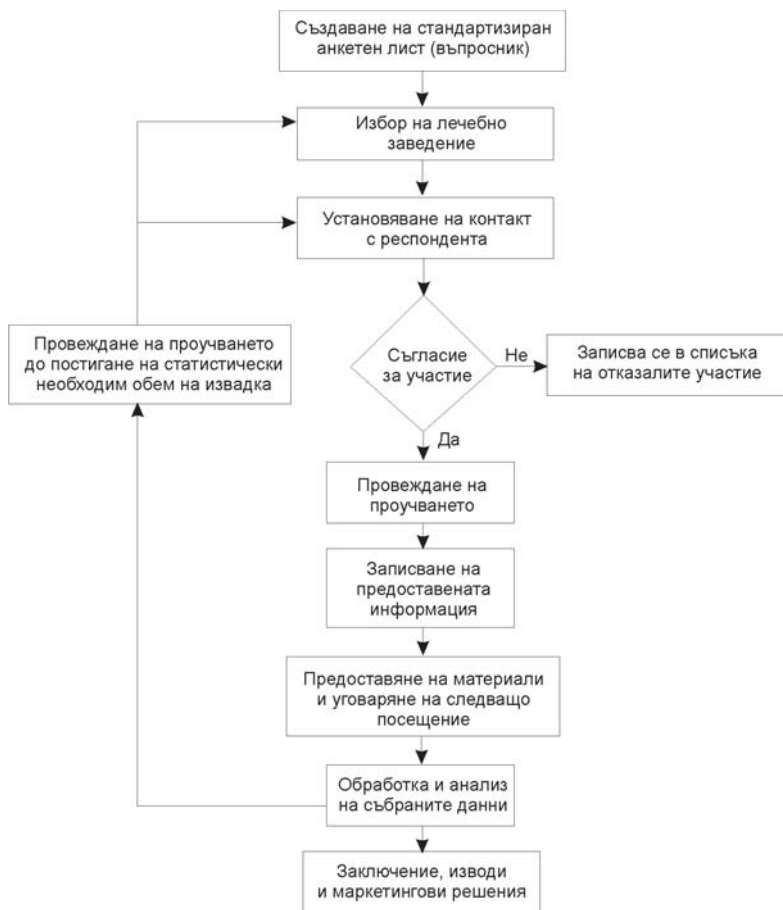 Създаване на стандартизиран
анкетен лист (въпросник)
Избор на лечебно
заведение
Установяване на контакт
с респондента
Провеждане на проучването
до постигане на статистически
необходим обем на извадка
Съгласие
за участие
Не
Записва се в списъка
на отказалите участие
Да
Провеждане на
проучването
Записване на
предоставената
информация
Предоставяне на материали
и уговаряне на следващо
посещение
Обработка и анализ
на събраните данни
Заключение, изводи
и маркетингови решения